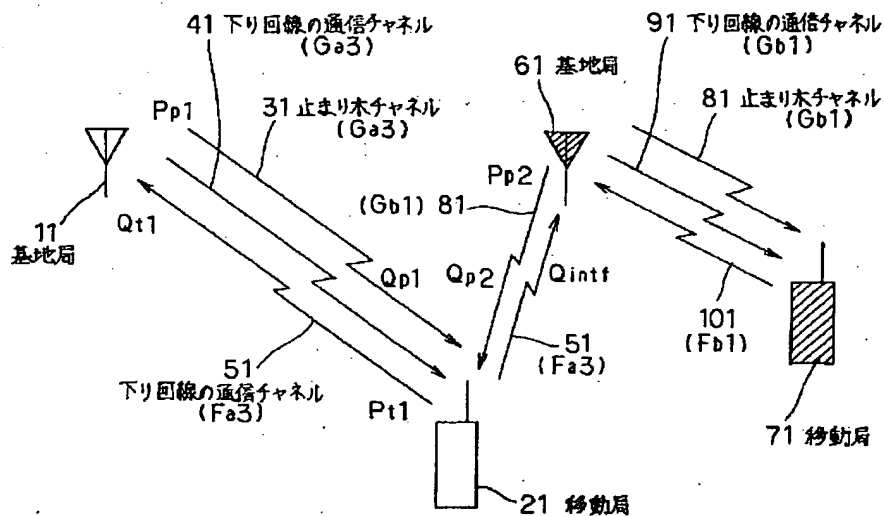 41 下り回線の通信チャネル
(Ga3)
31 止まり木チャネル
(Ga3)
Pp1
11
基地局
Qt1
Qp1
51
下り回線の通信チャネル
(Fa3)
Pt1
21 移動局
61 基地局
Pp2
(Gb1) 81
Qp2
Qintf
51
(Fa3)
91 下り回線の通信チャネル
(Gb1)
81 止まり木チャネル
(Gb1)
101
(Fb1)
71 移動局